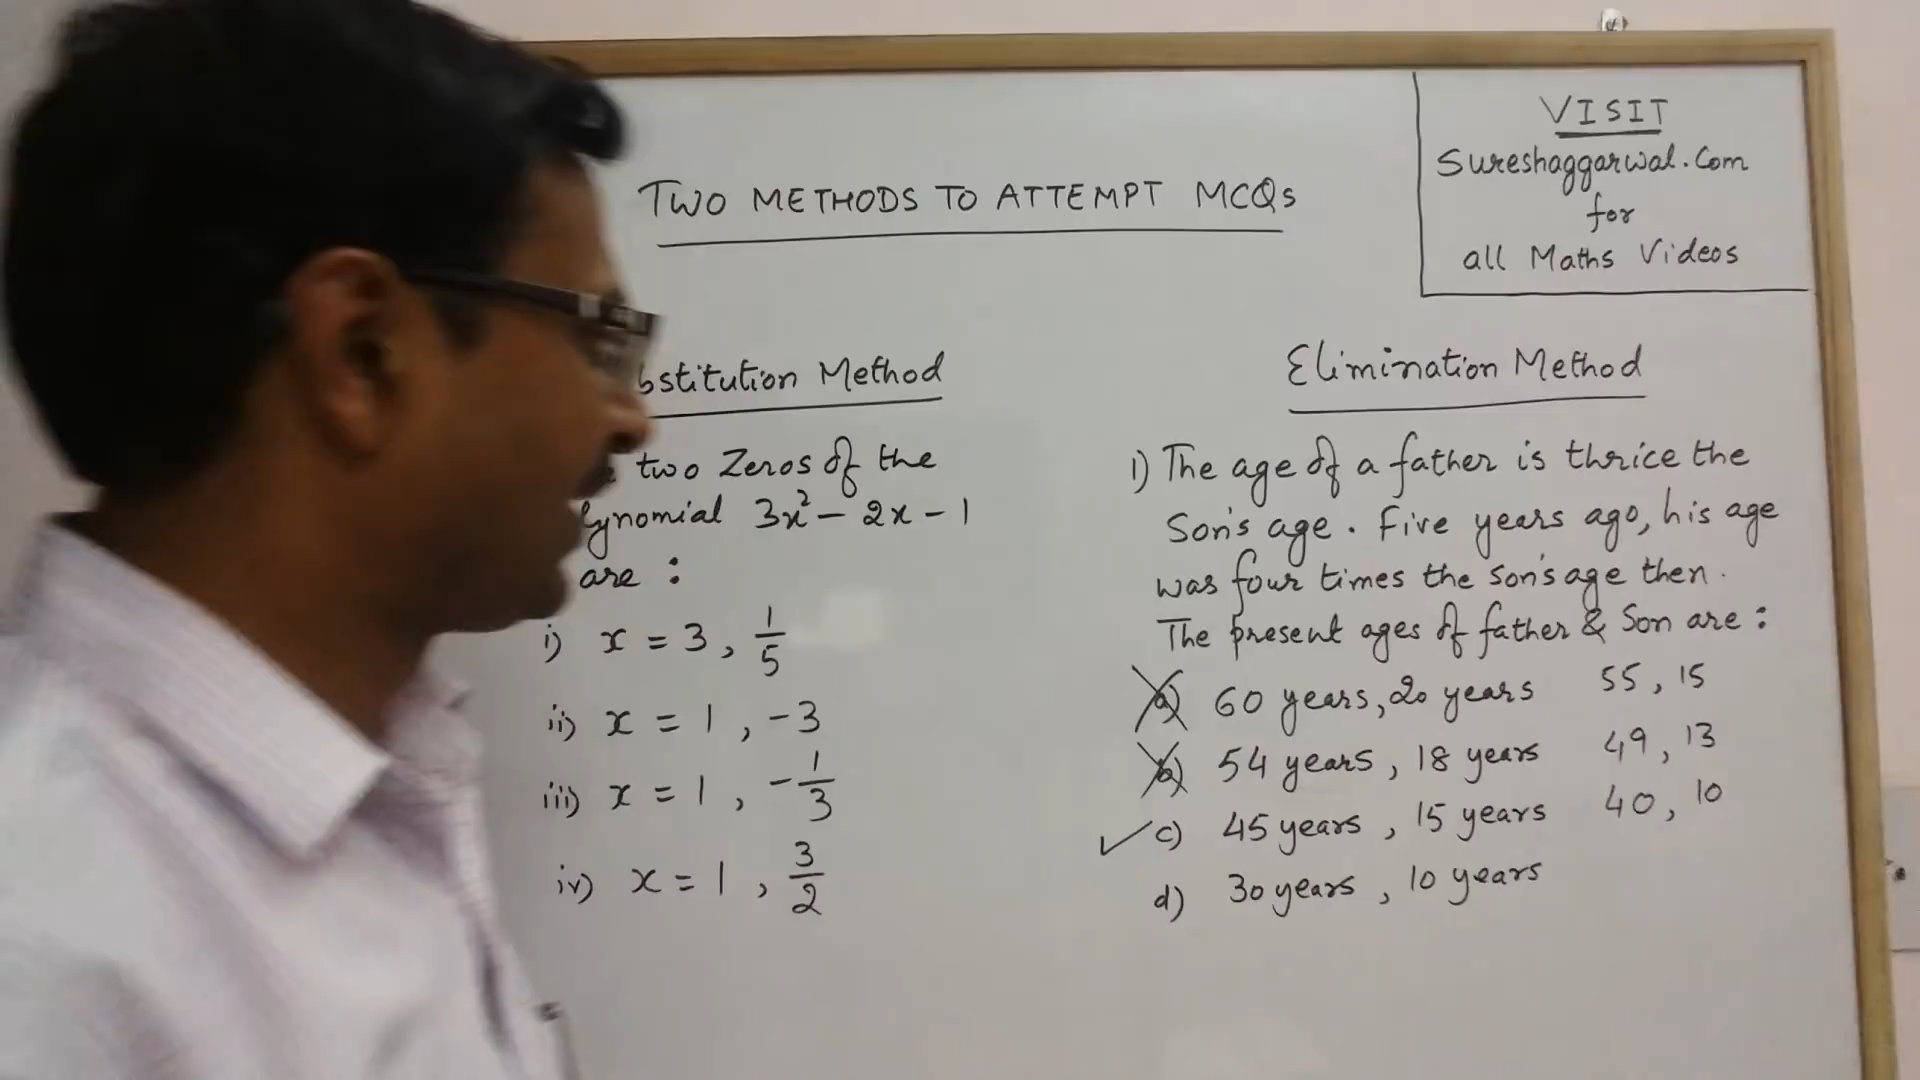 TWO METHODS TO ATTEMPT MCQs
VISIT
Sureshaggarwal.Com
for
all Maths Videos
bstitution Method
two Zeros of the
lynomial 3x² - 2x - 1
are :
i) x = 3 , 1/5
ii) x = 1 , -3
iii) x = 1 , -1/3
iv) x = 1 , 3/2
Elimination Method
1) The age of a father is thrice the
Son's age. Five years ago, his age
was four times the son's age then.
The present ages of father & Son are :
a) 60 years, 20 years 55, 15
b) 54 years, 18 years 49, 13
✓ c) 45 years, 15 years 40, 10
d) 30 years, 10 years